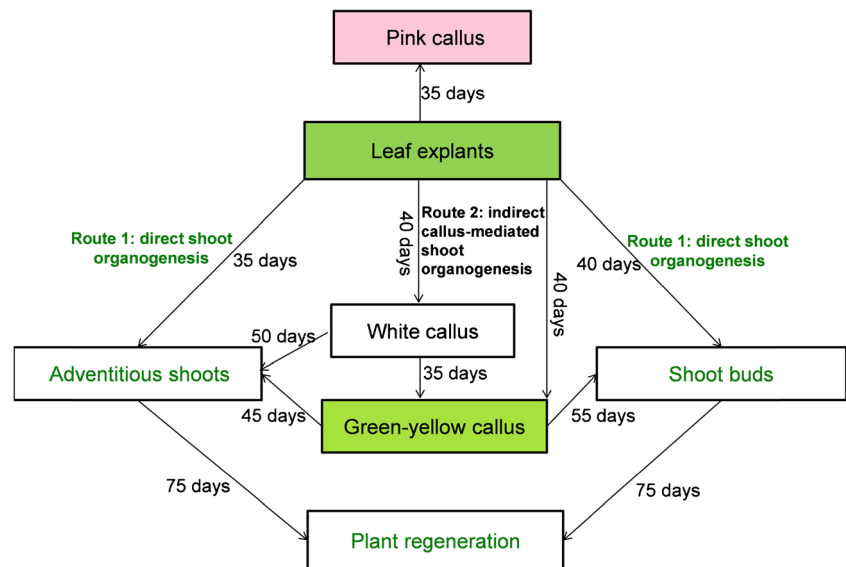 Pink callus
35 days
Leaf explants
Route 1: direct shoot
organogenesis
35 days
40 days
Route 2: indirect
callus-mediated
shoot
organogenesis
40 days
40 days
Route 1: direct shoot
organogenesis
White callus
50 days
35 days
Adventitious shoots
Shoot buds
45 days
Green-yellow callus
55 days
75 days
75 days
Plant regeneration